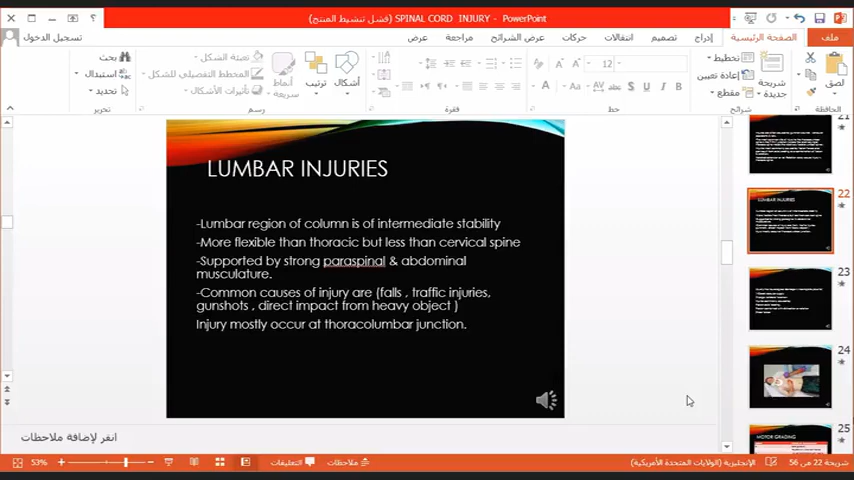 SPINAL CORD INJURY - PowerPoint (فشل تنشيط المنتج)
ملف
الصفحة الرئيسية
إدراج
تصميم
انتقالات
حركات
عرض الشرائح
مراجعة
عرض
تسجيل الدخول
لصق
الحافظة
شريحة جديدة
تخطيط
إعادة تعيين
مقطع
شرائح
12
خط
فقرة
أشكال
ترتيب
أنماط سريعة
تعبئة الشكل
المخطط التفصيلي للشكل
تأثيرات الأشكال
رسم
بحث
استبدال
تحديد
تحرير
LUMBAR INJURIES
-Lumbar region of column is of intermediate stability
-More flexible than thoracic but less than cervical spine
-Supported by strong paraspinal & abdominal
musculature.
-Common causes of injury are (falls , traffic injuries,
gunshots , direct impact from heavy object )
Injury mostly occur at thoracolumbar junction.
21
22
LUMBAR INJURIES
23
24
25
MOTOR GRADING
انقر لإضافة ملاحظات
شريحة 22 من 56
الإنجليزية (الولايات المتحدة الأمريكية)
ملاحظات
التعليقات
53%